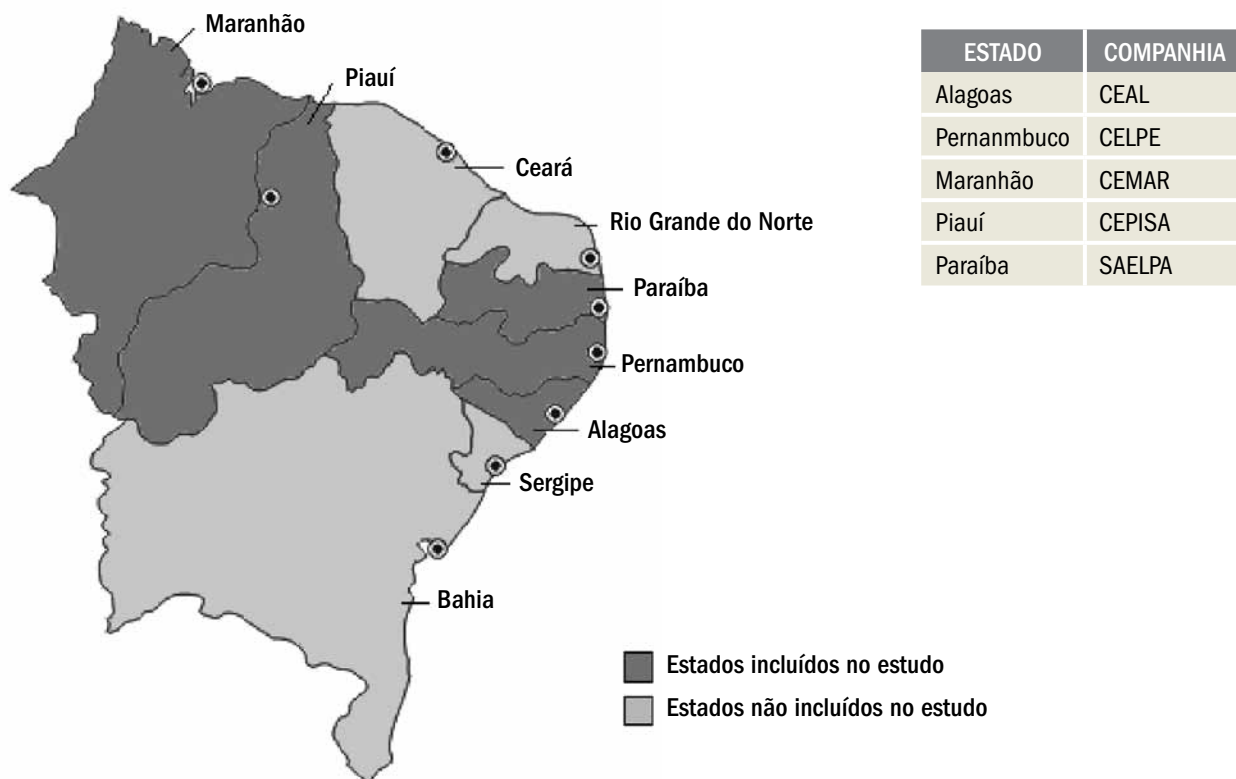 Maranhão
Piauí
Ceará
Rio Grande do Norte
Paraíba
Pernambuco
Alagoas
Sergipe
Bahia
Estados incluídos no estudo
Estados não incluídos no estudo
ESTADO COMPANHIA
Alagoas CEAL
Pernanmbuco CELPE
Maranhão CEMAR
Piauí CEPISA
Paraíba SAELPA